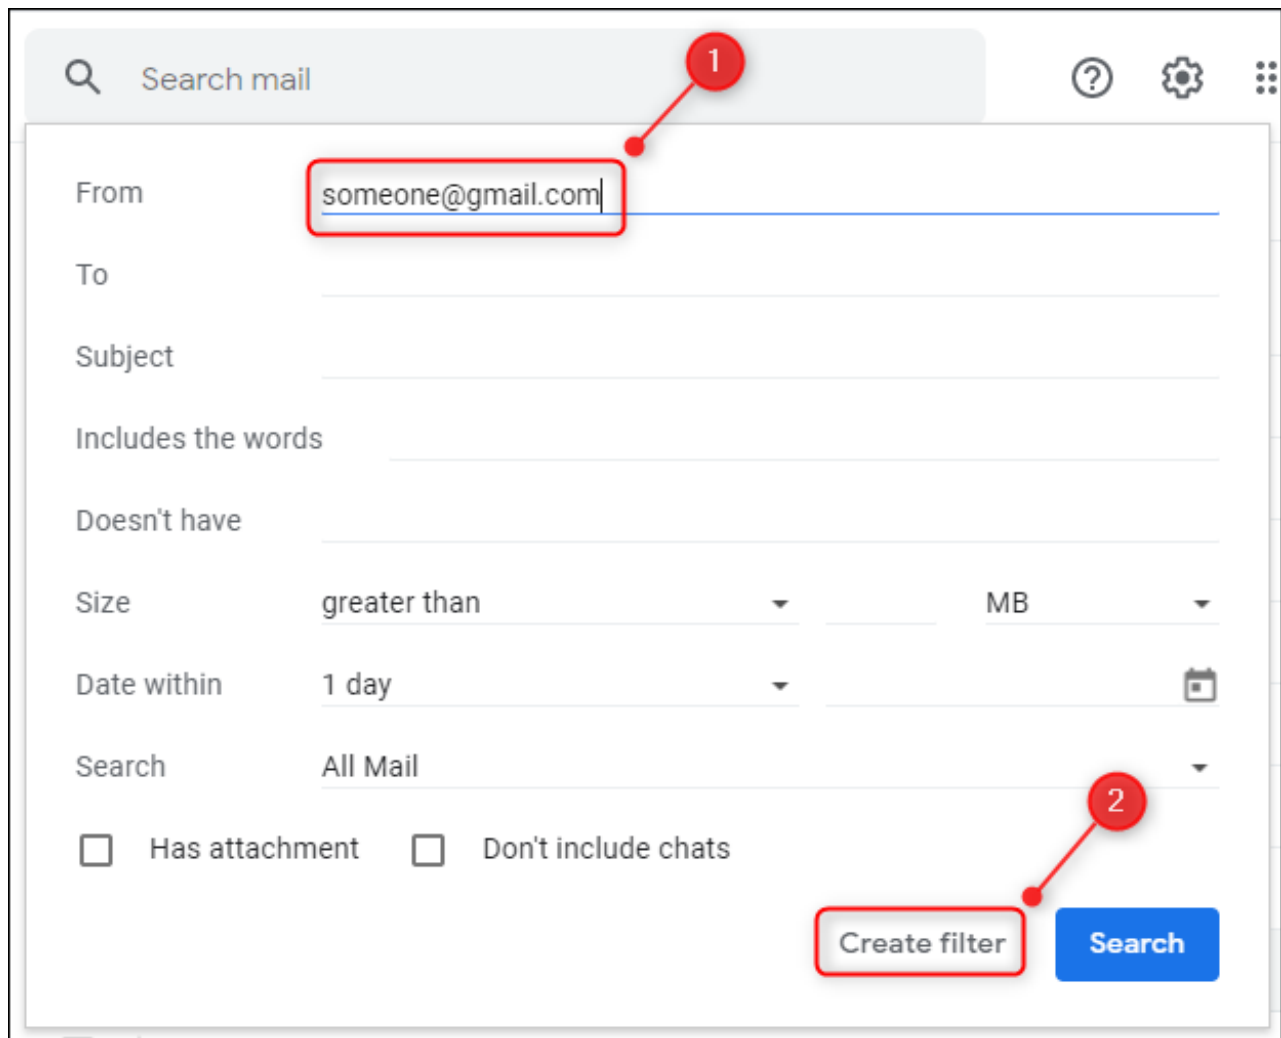 Search mail
1
From someone@gmail.com
To
Subject
Includes the words
Doesn't have
Size greater than MB
Date within 1 day
Search All Mail
2
Has attachment Don't include chats
Create filter Search